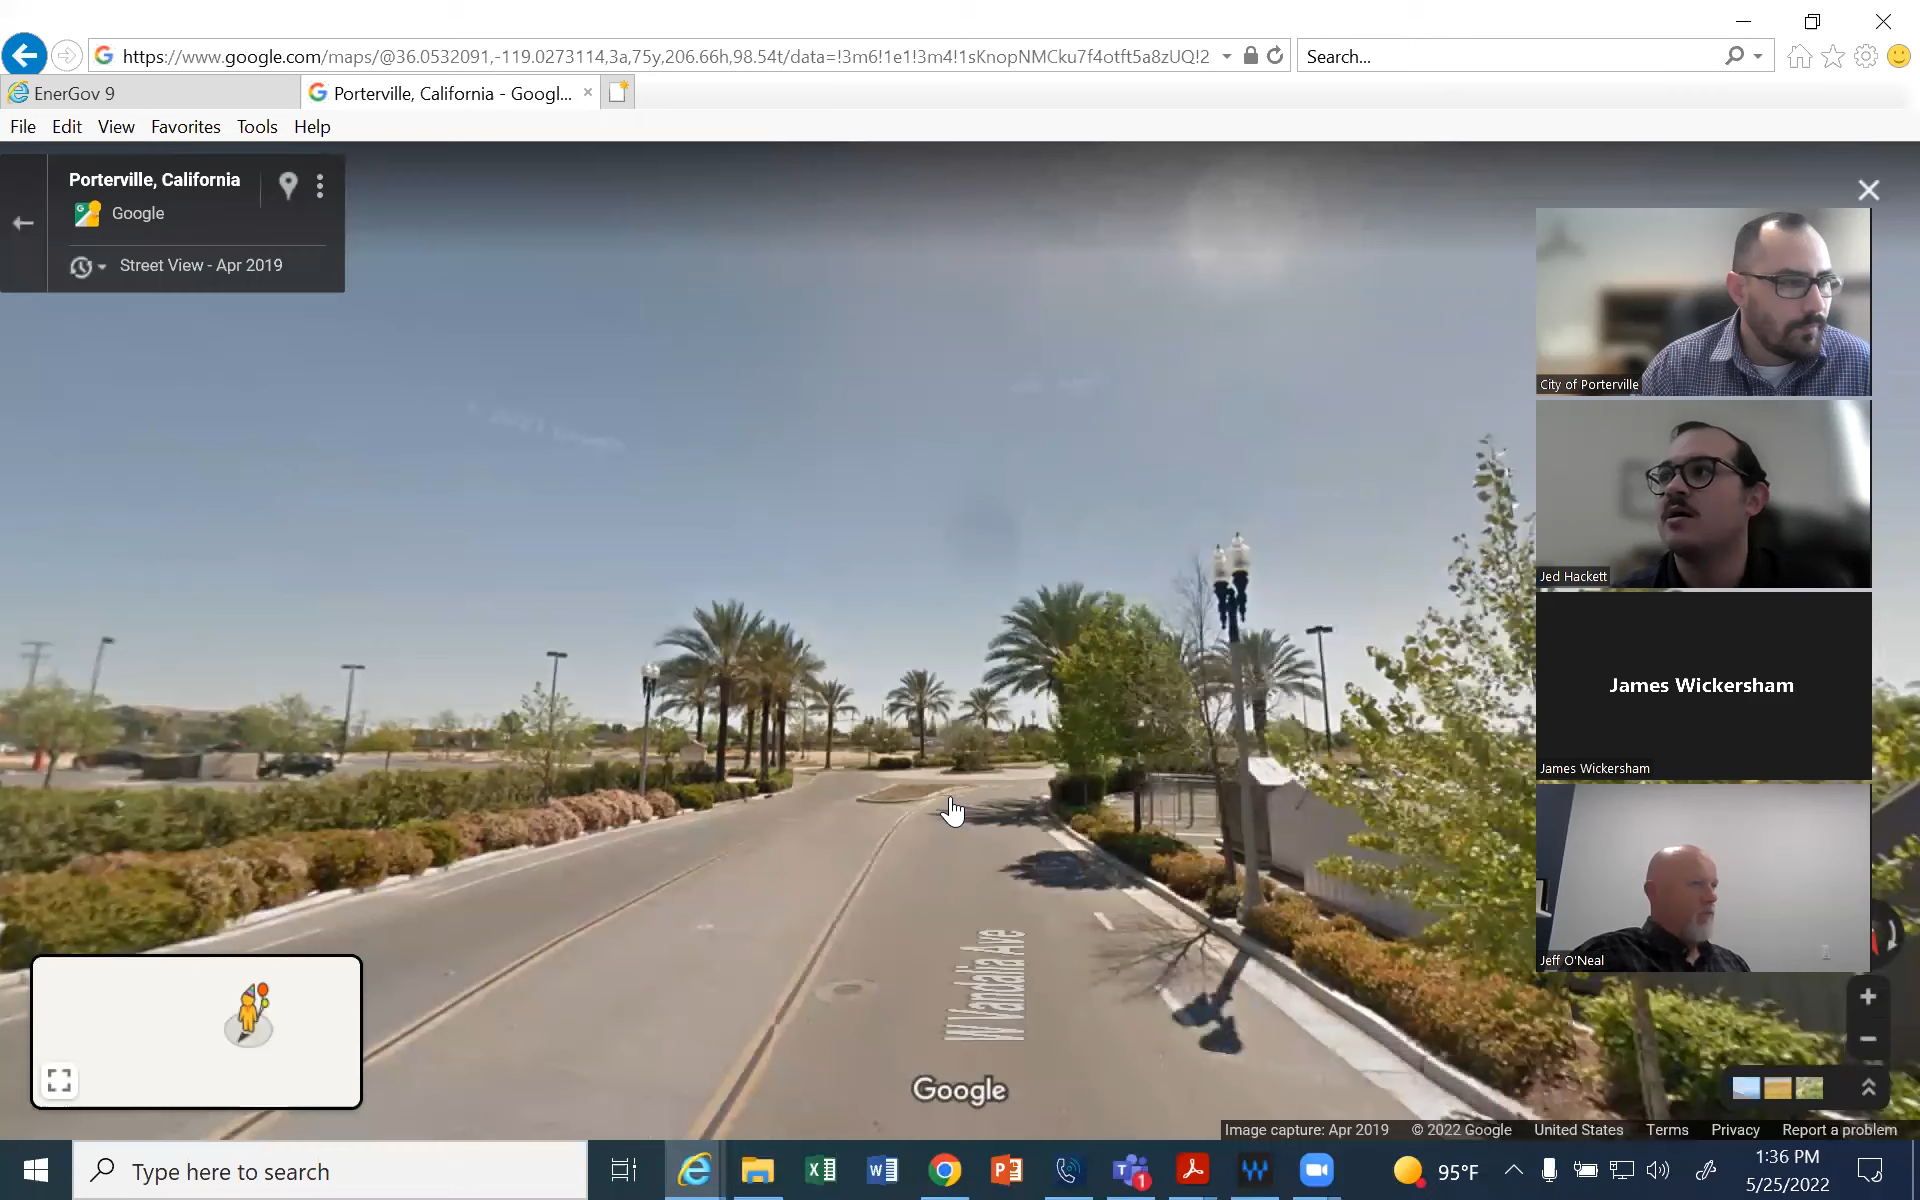 https://www.google.com/maps/@36.0532091,-119.0273114,3a,75y,206.66h,98.54t/data=!3m6!1e1!3m4!1sKnopNMCku7f4otft5a8zUQ!2
Search...
EnerGov 9
Porterville, California - Googl...
File Edit View Favorites Tools Help
Porterville, California
Google
Street View - Apr 2019
City of Porterville
Jed Hackett
James Wickersham
James Wickersham
Jeff O'Neal
W Vandalia Ave
Google
Image capture: Apr 2019 © 2022 Google United States Terms Privacy Report a problem
Type here to search
1
95°F
1:36 PM
5/25/2022